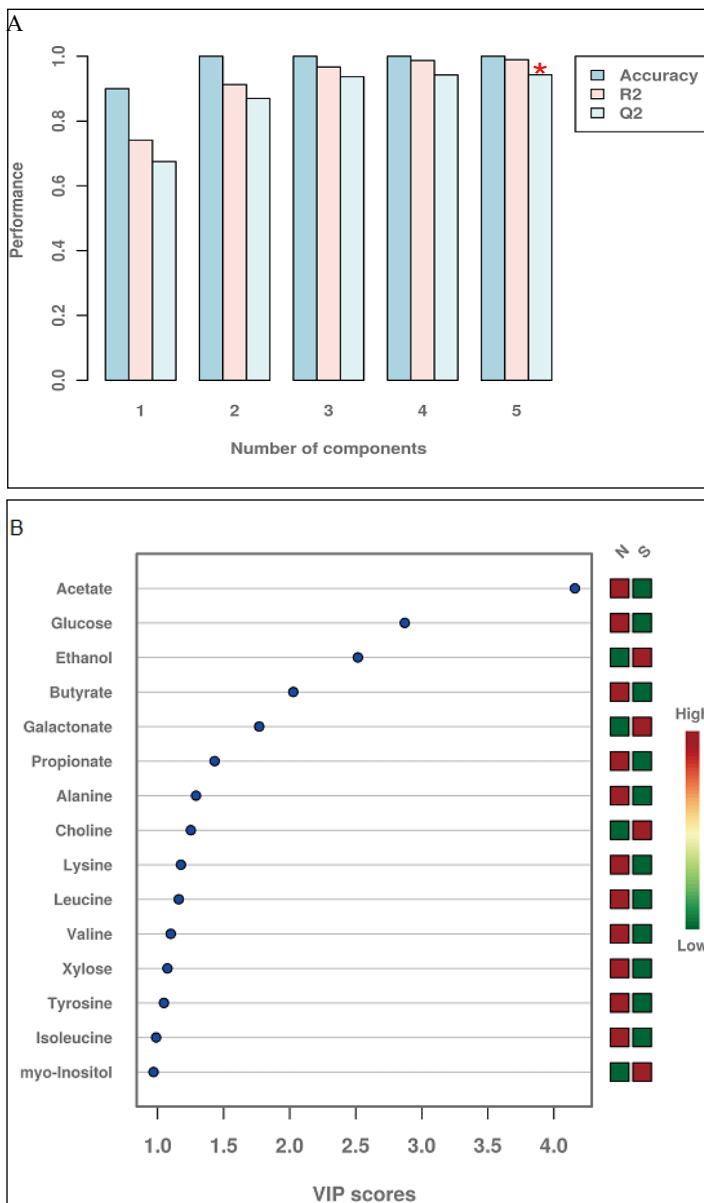 A
Performance
0.0 0.2 0.4 0.6 0.8 1.0
*
Accuracy
R2
Q2
1 2 3 4 5
Number of components
B
N S
Acetate
Glucose
Ethanol
Butyrate
Galactonate
Propionate
Alanine
Choline
Lysine
Leucine
Valine
Xylose
Tyrosine
Isoleucine
myo-Inositol
High
Low
1.0 1.5 2.0 2.5 3.0 3.5 4.0
VIP scores